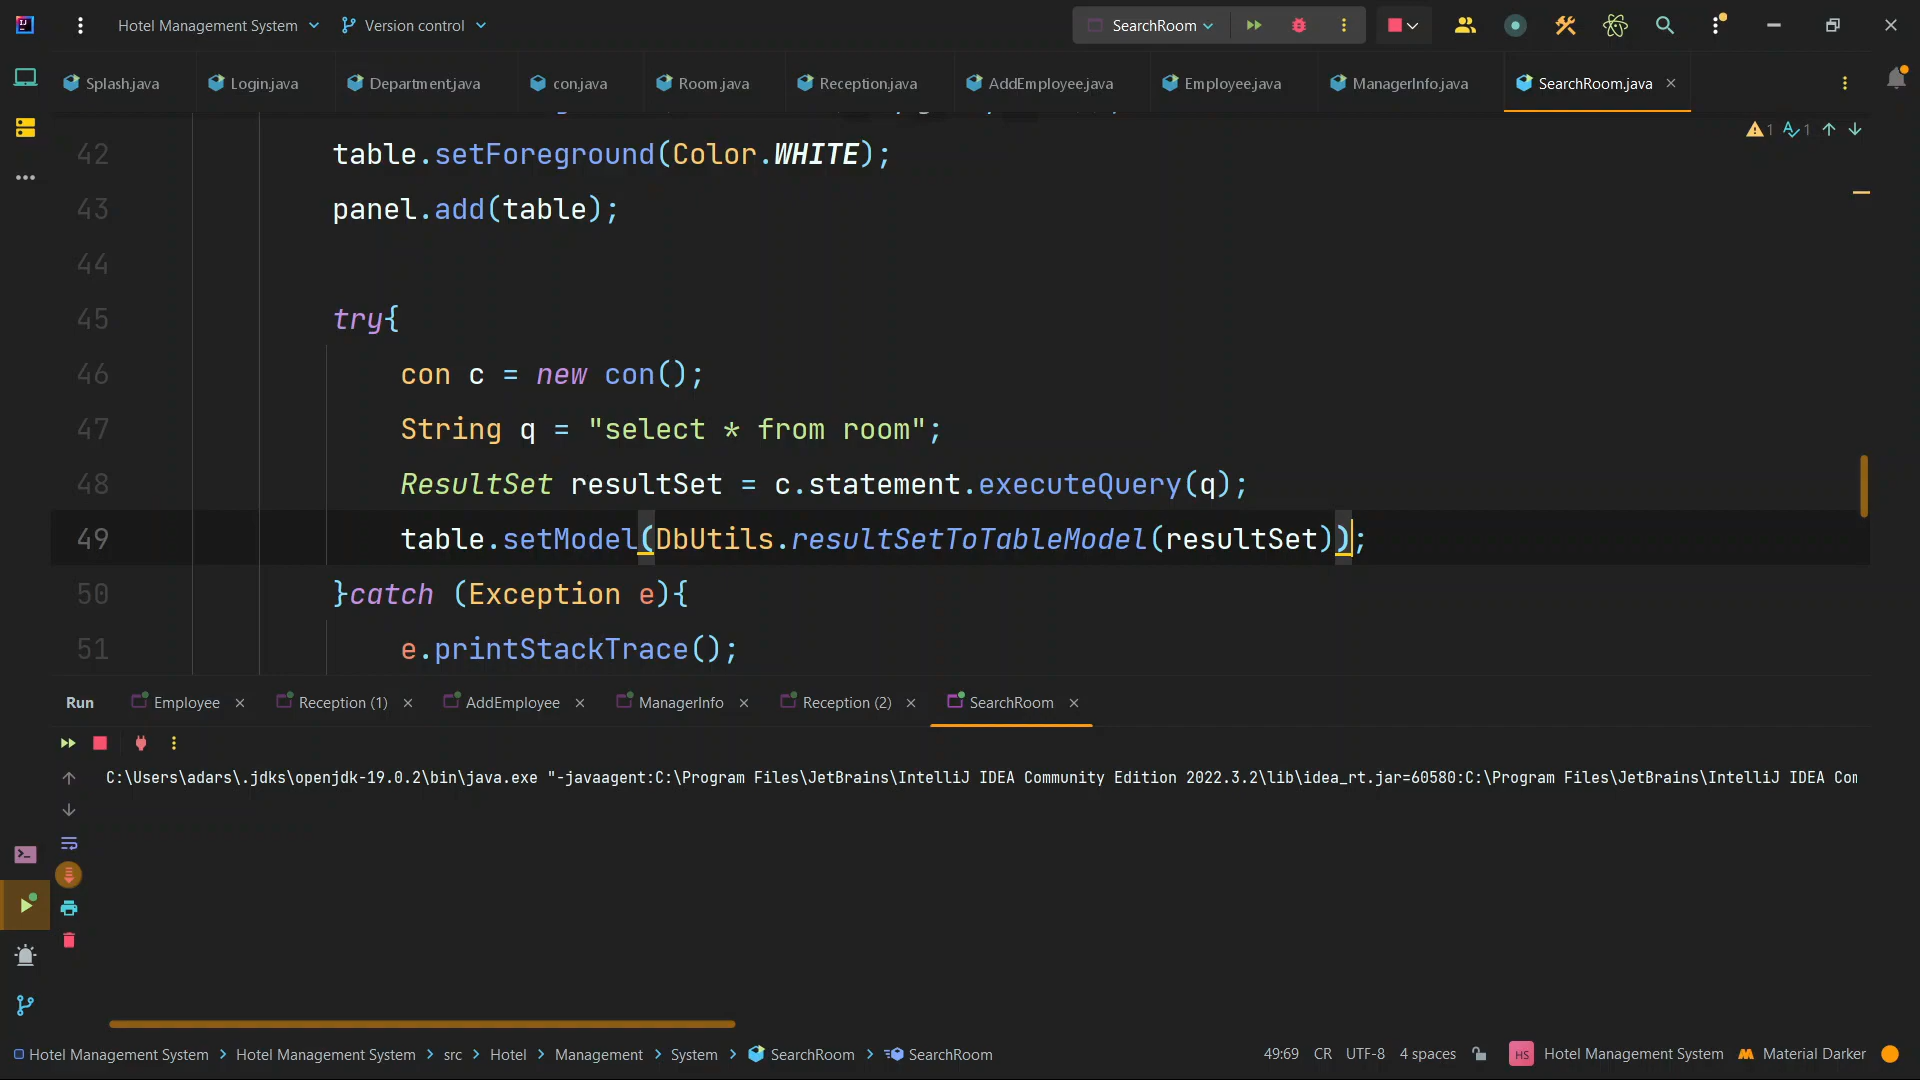 Hotel Management System
Version control
SearchRoom
Splash.java
Login.java
Department.java
con.java
Room.java
Reception.java
AddEmployee.java
Employee.java
ManagerInfo.java
SearchRoom.java
1 1
42 table.setForeground(Color.WHITE);
43 panel.add(table);
44
45 try{
46 con c = new con();
47 String q = "select * from room";
48 ResultSet resultSet = c.statement.executeQuery(q);
49 table.setModel(DbUtils.resultSetToTableModel(resultSet));
50 }catch (Exception e){
51 e.printStackTrace();
Run
Employee
Reception (1)
AddEmployee
ManagerInfo
Reception (2)
SearchRoom
C:\Users\adars\.jdks\openjdk-19.0.2\bin\java.exe "-javaagent:C:\Program Files\JetBrains\IntelliJ IDEA Community Edition 2022.3.2\lib\idea_rt.jar=60580:C:\Program Files\JetBrains\IntelliJ IDEA Com
Hotel Management System > Hotel Management System > src > Hotel > Management > System > SearchRoom > SearchRoom
49:69 CR UTF-8 4 spaces HS Hotel Management System Material Darker